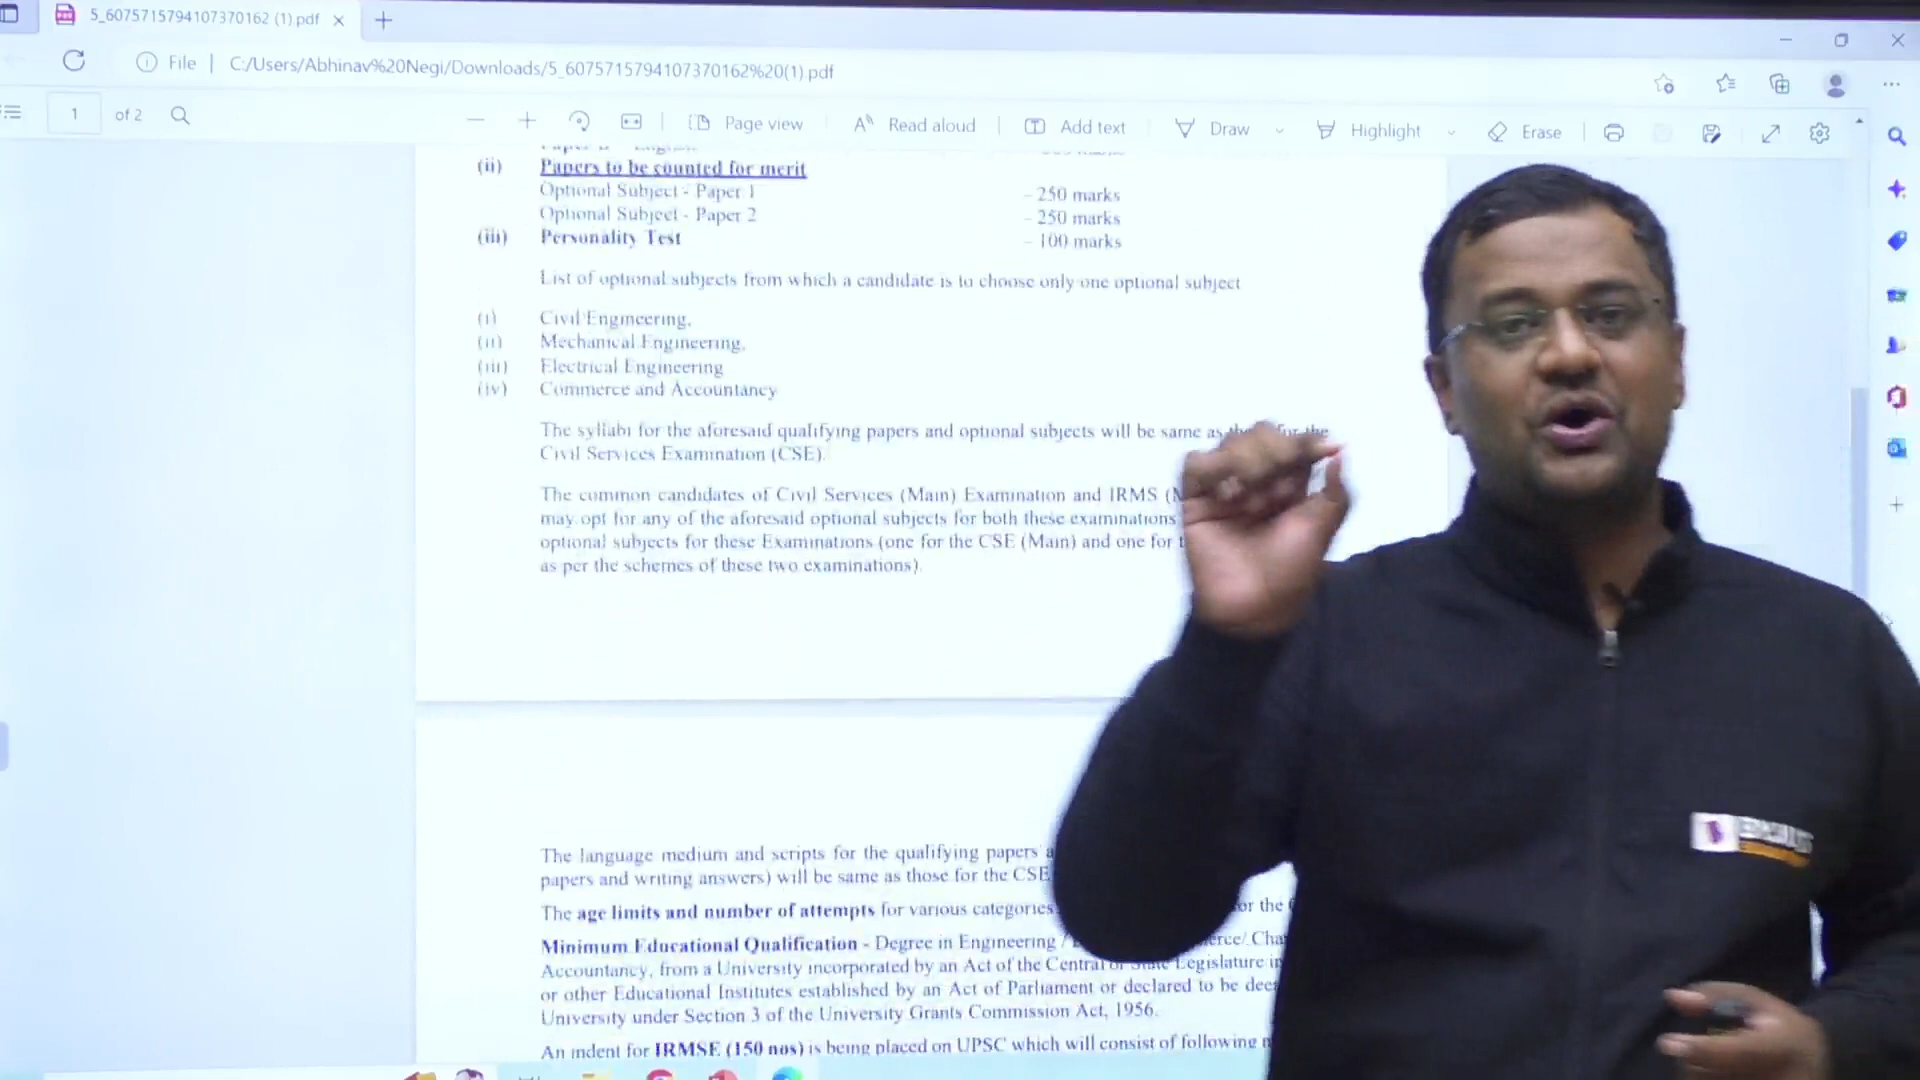 5_6075715794107370162 (1).pdf
File | C:/Users/Abhinav%20Negi/Downloads/5_6075715794107370162%20(1).pdf
1 of 2 Page view Read aloud Add text Draw Highlight Erase
(ii) Papers to be counted for merit
Optional Subject - Paper 1 - 250 marks
Optional Subject - Paper 2 - 250 marks
(iii) Personality Test - 100 marks
List of optional subjects from which a candidate is to choose only one optional subject
(i) Civil Engineering,
(ii) Mechanical Engineering,
(iii) Electrical Engineering
(iv) Commerce and Accountancy
The syllabi for the aforesaid qualifying papers and optional subjects will be same as for the
Civil Services Examination (CSE).
The common candidates of Civil Services (Main) Examination and IRMS
may opt for any of the aforesaid optional subjects for both these examinations
optional subjects for these Examinations (one for the CSE (Main) and one for
as per the schemes of these two examinations).
The language medium and scripts for the qualifying papers
papers and writing answers) will be same as those for the CSE
The age limits and number of attempts for various categories for the
Minimum Educational Qualification - Degree in Engineering /
Accountancy, from a University incorporated by an Act of the Central or State Legislature in
or other Educational Institutes established by an Act of Parliament or declared to be
University under Section 3 of the University Grants Commission Act, 1956.
An indent for IRMSE (150 nos) is being placed on UPSC which will consist of following